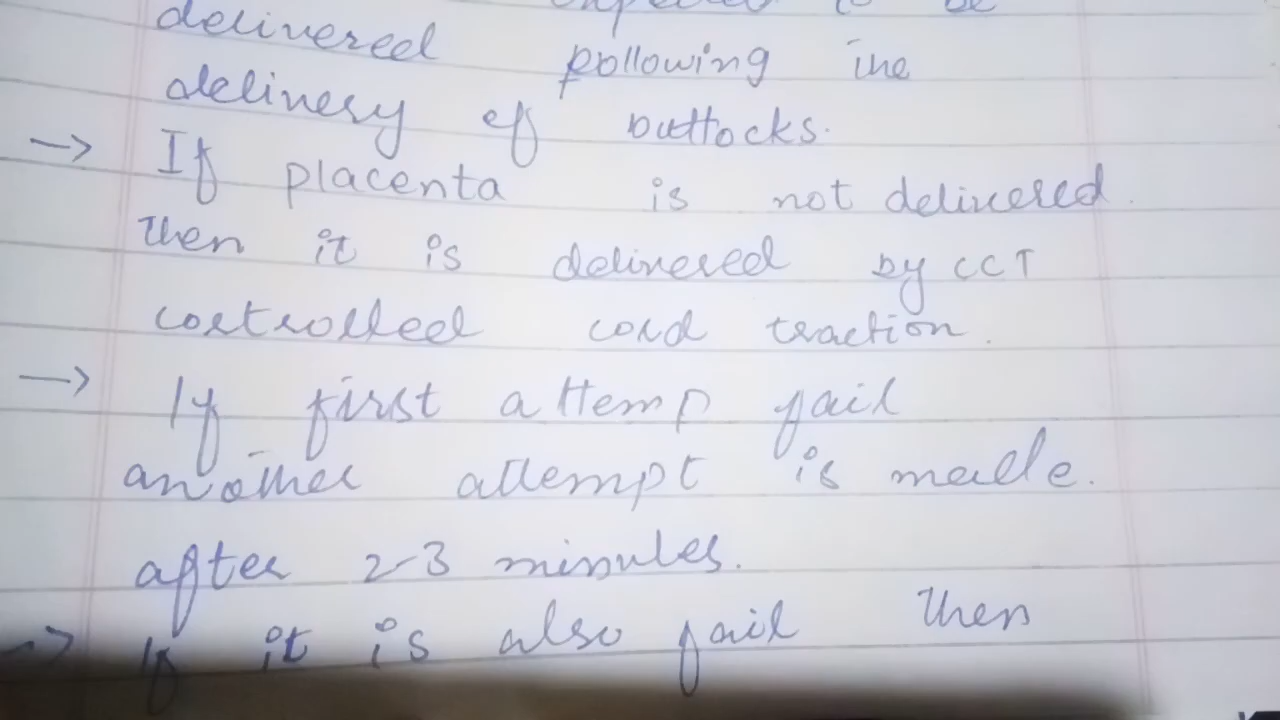 to be
delivered following the
delivery of buttocks.
→ If placenta is not delivered.
then it is delivered by CCT
controlled cord traction.
→ If first attemp fail
another attempt is made.
after 2-3 minutes.
→ If it is also fail then